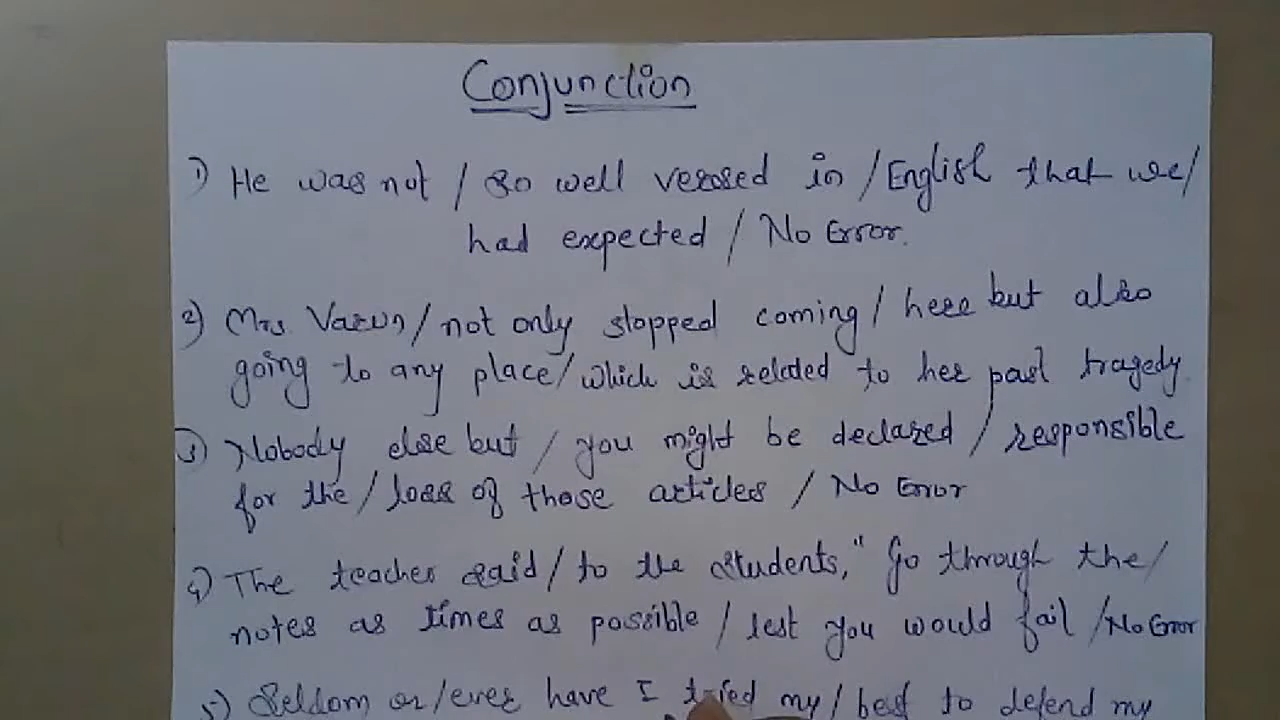 Conjunction
1) He was not / so well versed in / English that we /
had expected / No Error.
2) Mrs. Varun / not only stopped coming / here but also
going to any place / which is related to her past tragedy.
3) Nobody else but / you might be declared / responsible
for the / loss of those articles / No Error
4) The teacher said / to the students, " Go through the /
notes as times as possible / lest you would fail / No Error
5) Seldom or / ever have I tried my / best to defend my